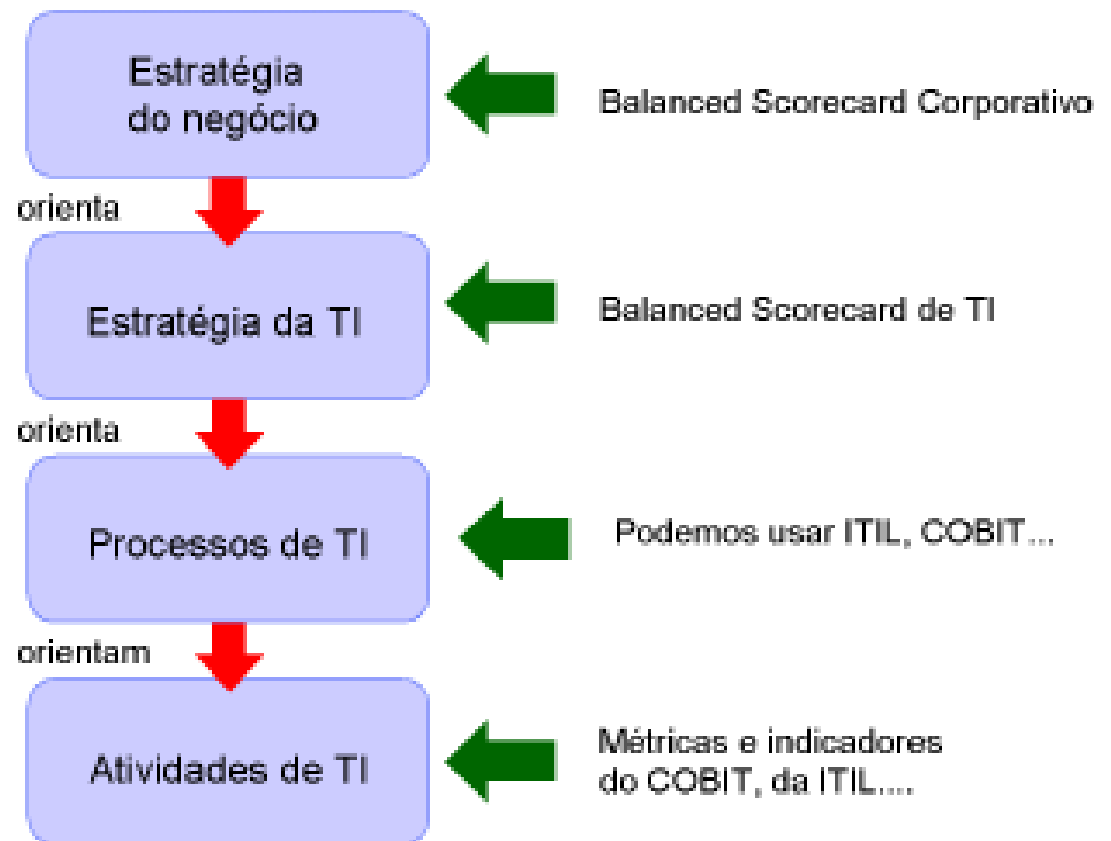 Estratégia
do negócio
Balanced Scorecard Corporativo
orienta
Estratégia da TI
Balanced Scorecard de TI
orienta
Processos de TI
Podemos usar ITIL, COBIT...
orientam
Atividades de TI
Métricas e indicadores
do COBIT, da ITIL....